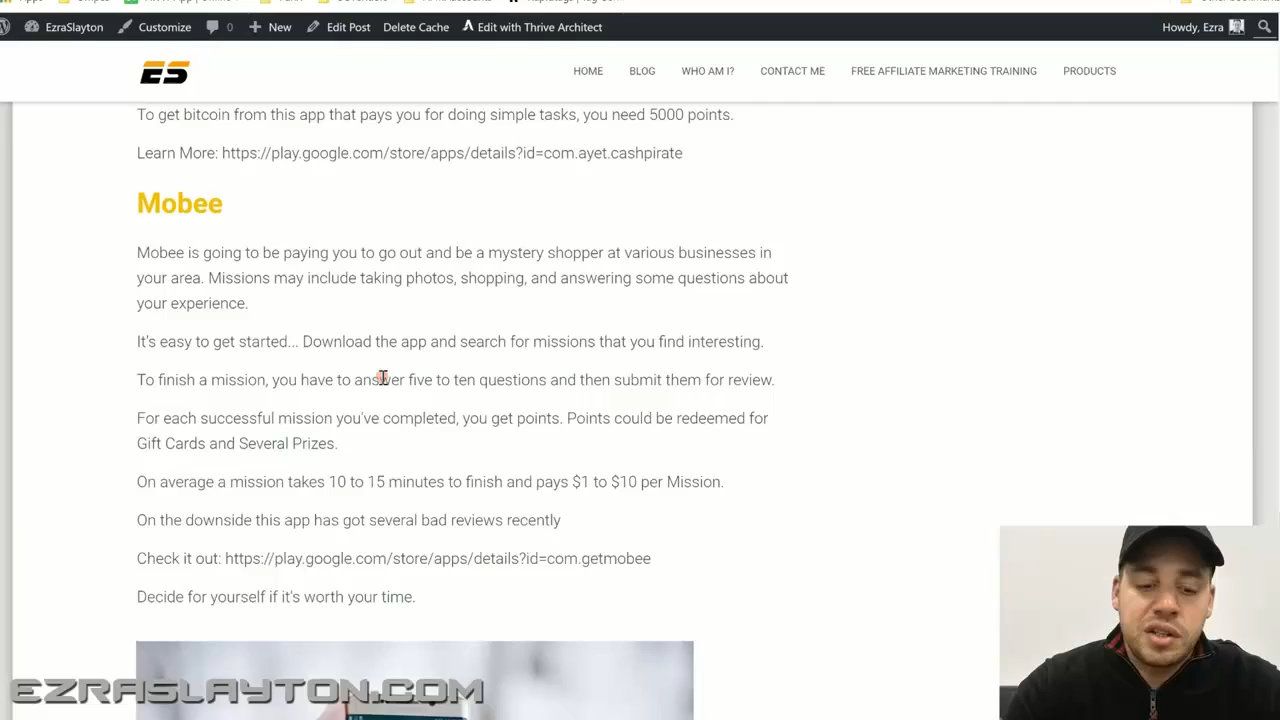 EzraSlayton
Customize
0
New
Edit Post
Delete Cache
Edit with Thrive Architect
Howdy, Ezra
ES
HOME
BLOG
WHO AM I?
CONTACT ME
FREE AFFILIATE MARKETING TRAINING
PRODUCTS
To get bitcoin from this app that pays you for doing simple tasks, you need 5000 points.
Learn More: https://play.google.com/store/apps/details?id=com.ayet.cashpirate
Mobee
Mobee is going to be paying you to go out and be a mystery shopper at various businesses in
your area. Missions may include taking photos, shopping, and answering some questions about
your experience.
It's easy to get started... Download the app and search for missions that you find interesting.
To finish a mission, you have to answer five to ten questions and then submit them for review.
For each successful mission you've completed, you get points. Points could be redeemed for
Gift Cards and Several Prizes.
On average a mission takes 10 to 15 minutes to finish and pays $1 to $10 per Mission.
On the downside this app has got several bad reviews recently
Check it out: https://play.google.com/store/apps/details?id=com.getmobee
Decide for yourself if it's worth your time.
EZRASLAYTON.COM